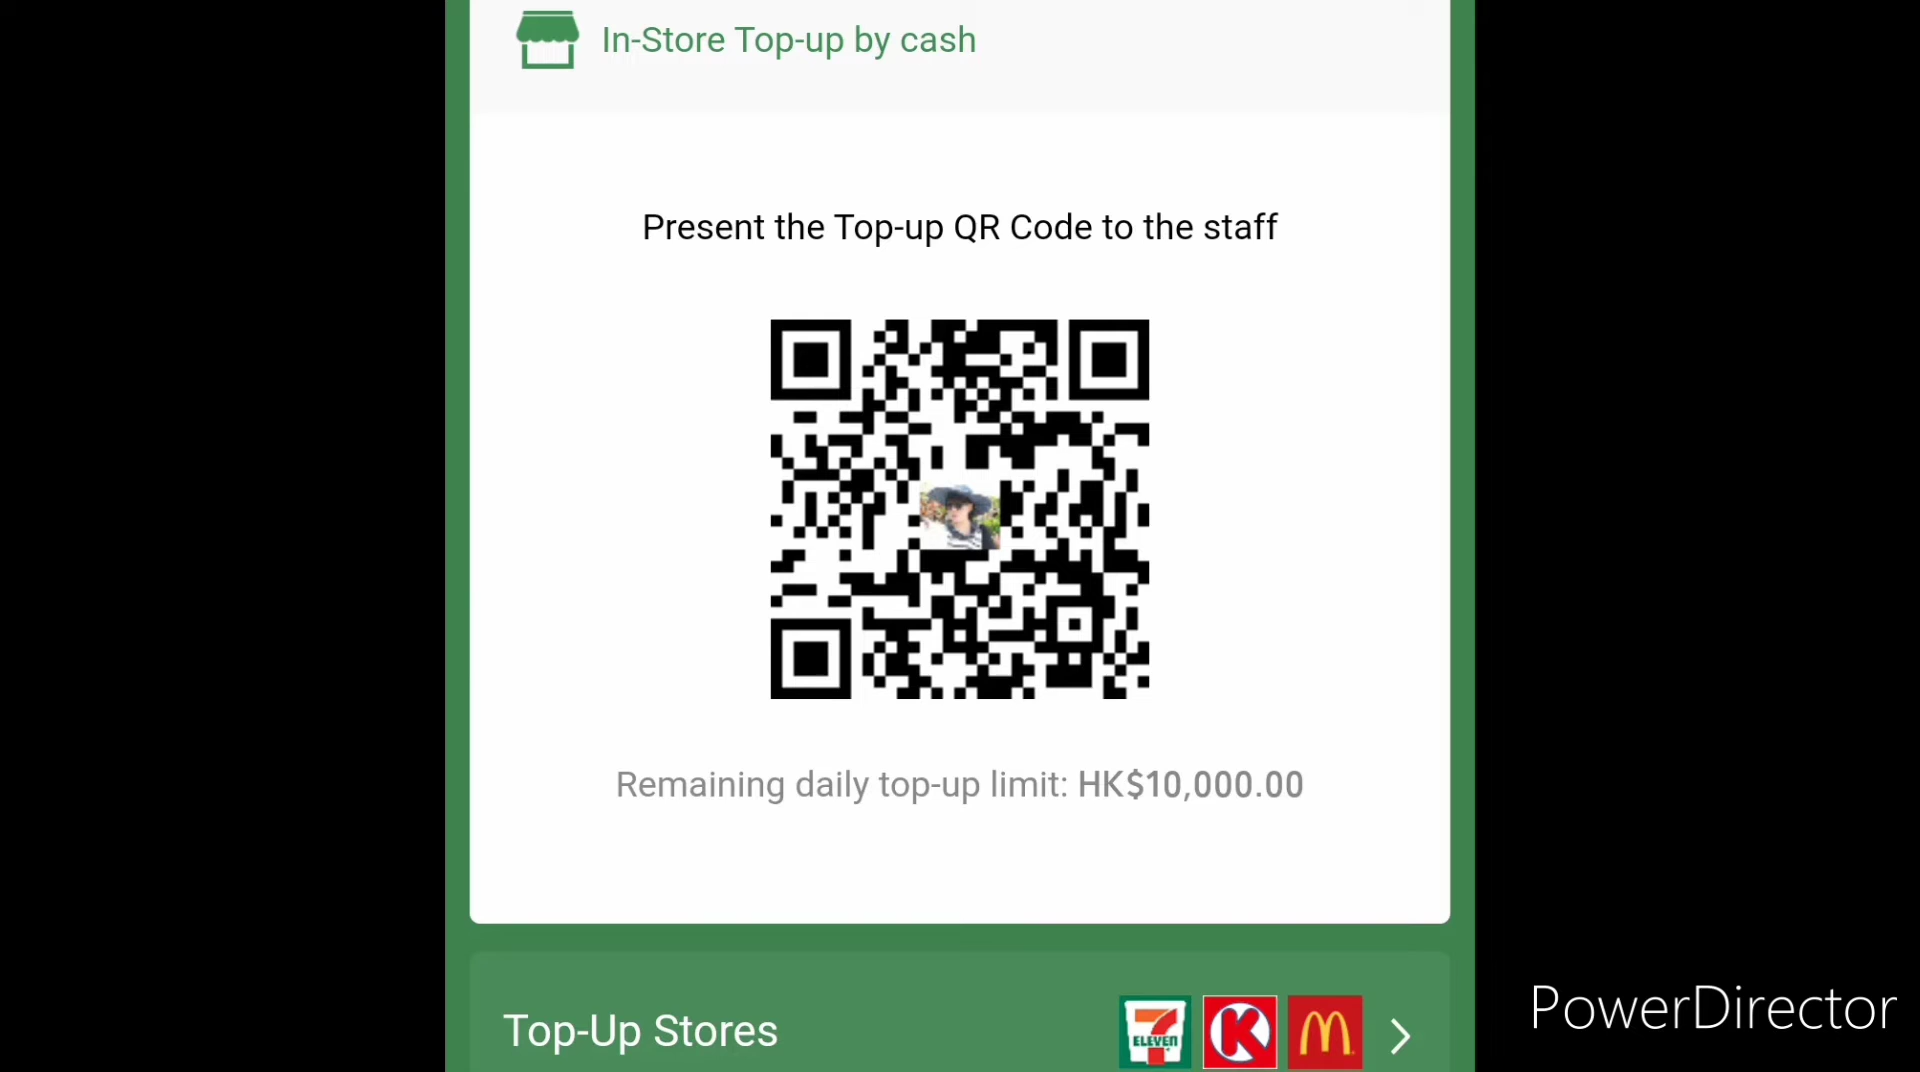 In-Store Top-up by cash
Present the Top-up QR Code to the staff
Remaining daily top-up limit: HK$10,000.00
Top-Up Stores
7 ELEVEN
K
M
PowerDirector